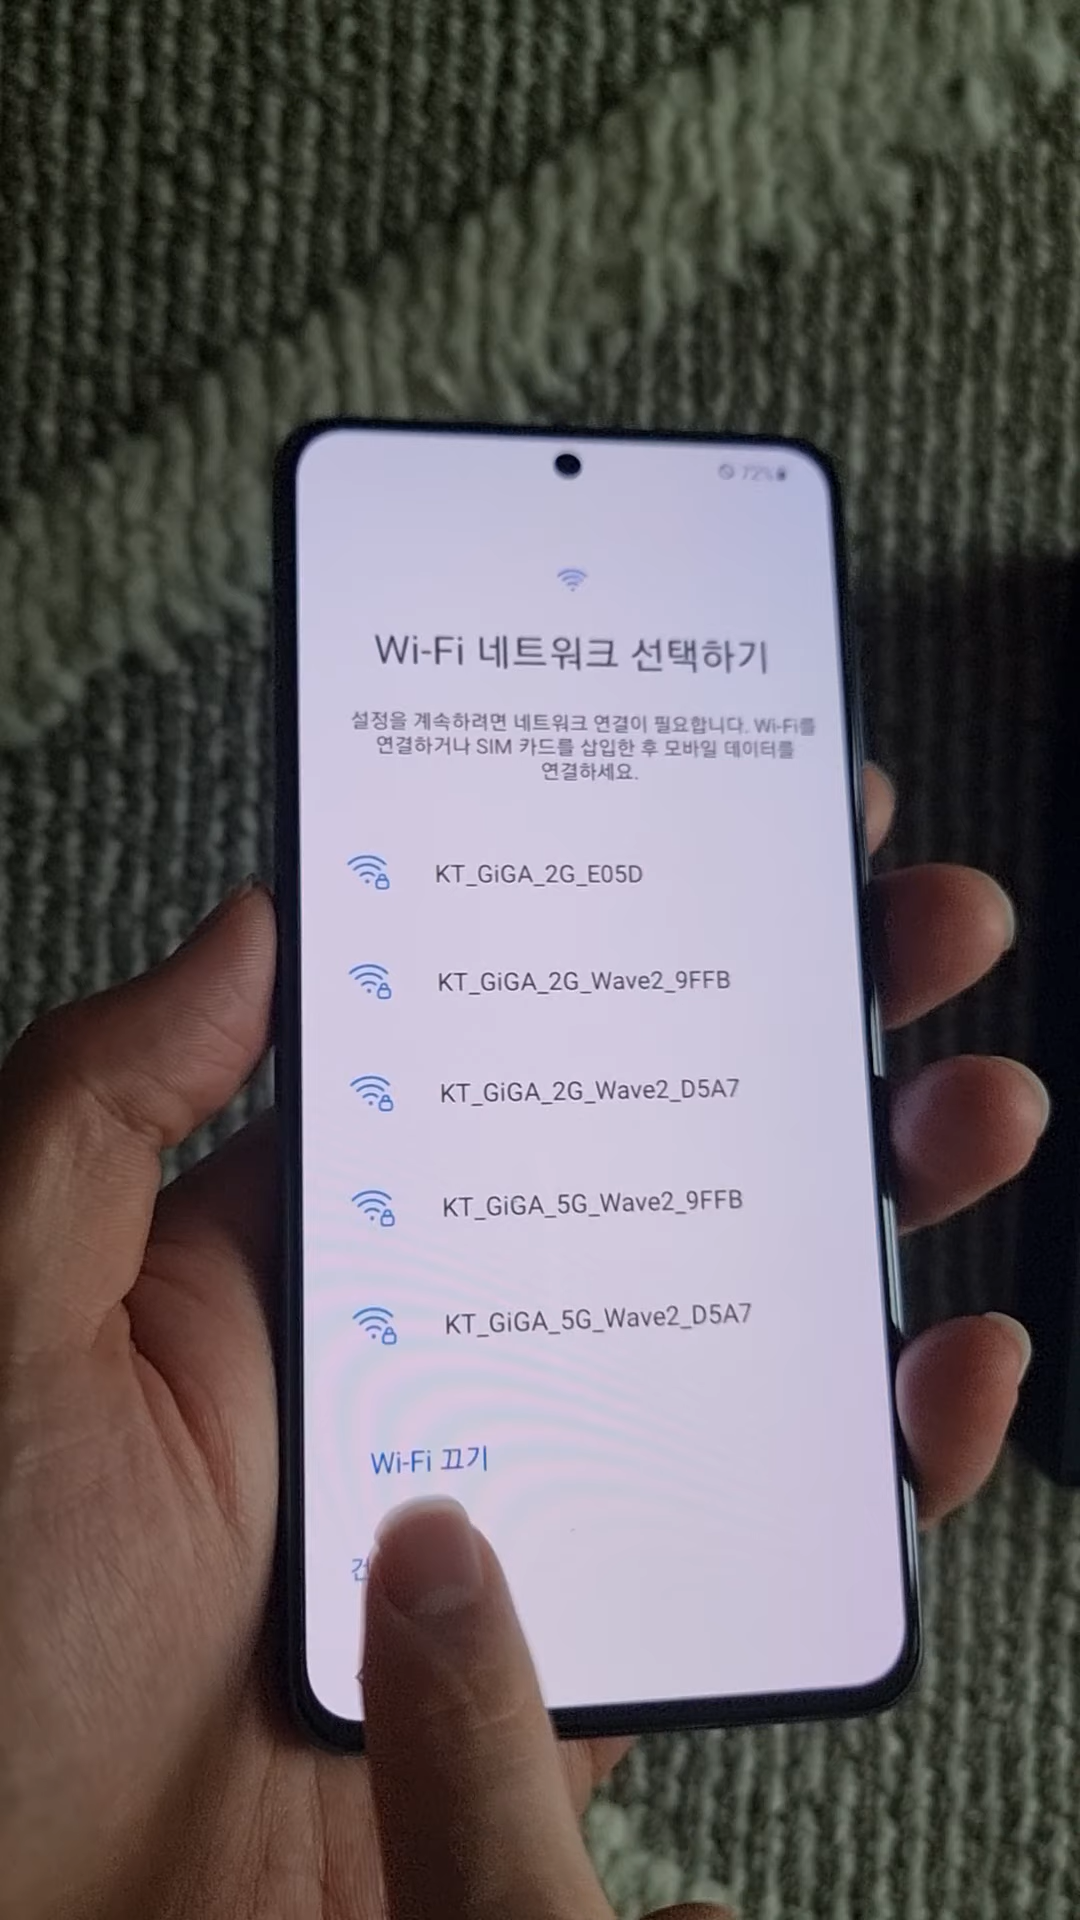 72%
Wi-Fi 네트워크 선택하기
설정을 계속하려면 네트워크 연결이 필요합니다. Wi-Fi를
연결하거나 SIM 카드를 삽입한 후 모바일 데이터를
연결하세요.
KT_GiGA_2G_E05D
KT_GiGA_2G_Wave2_9FFB
KT_GiGA_2G_Wave2_D5A7
KT_GiGA_5G_Wave2_9FFB
KT_GiGA_5G_Wave2_D5A7
Wi-Fi 끄기